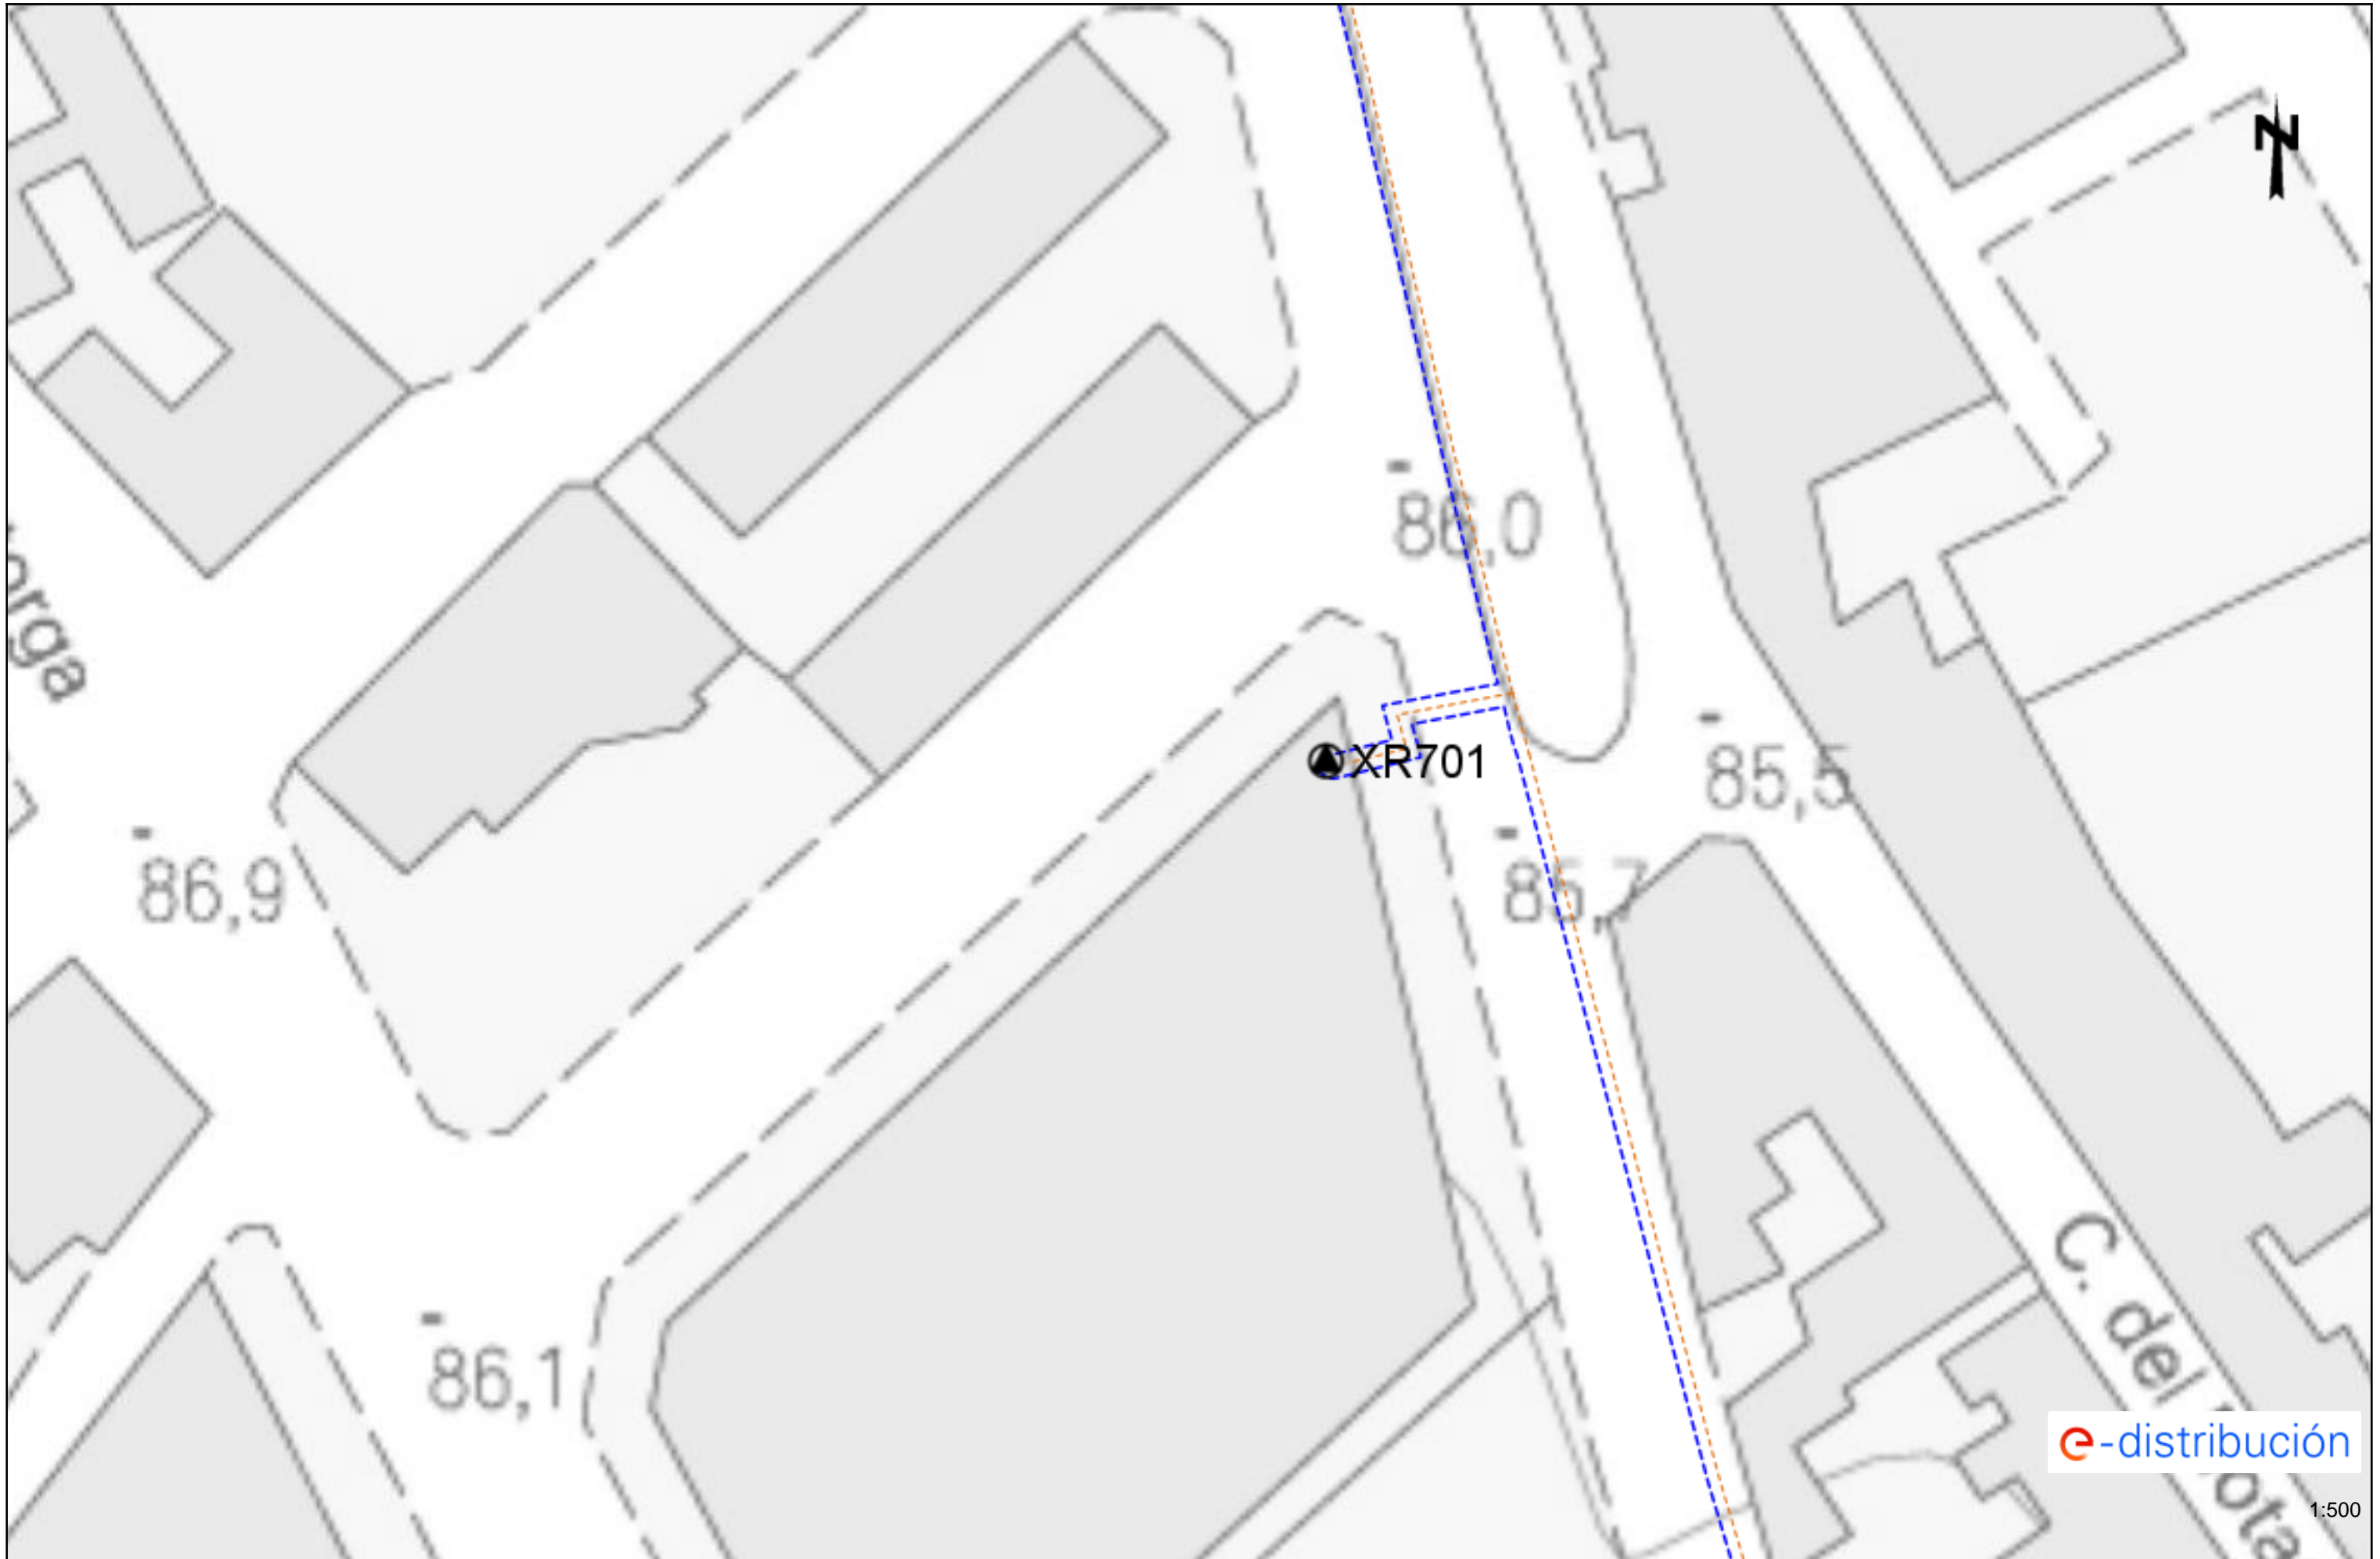 N
86,0
orga
XR701
85,5
85,7
86,9
86,1
C. del
e-distribución
1:500